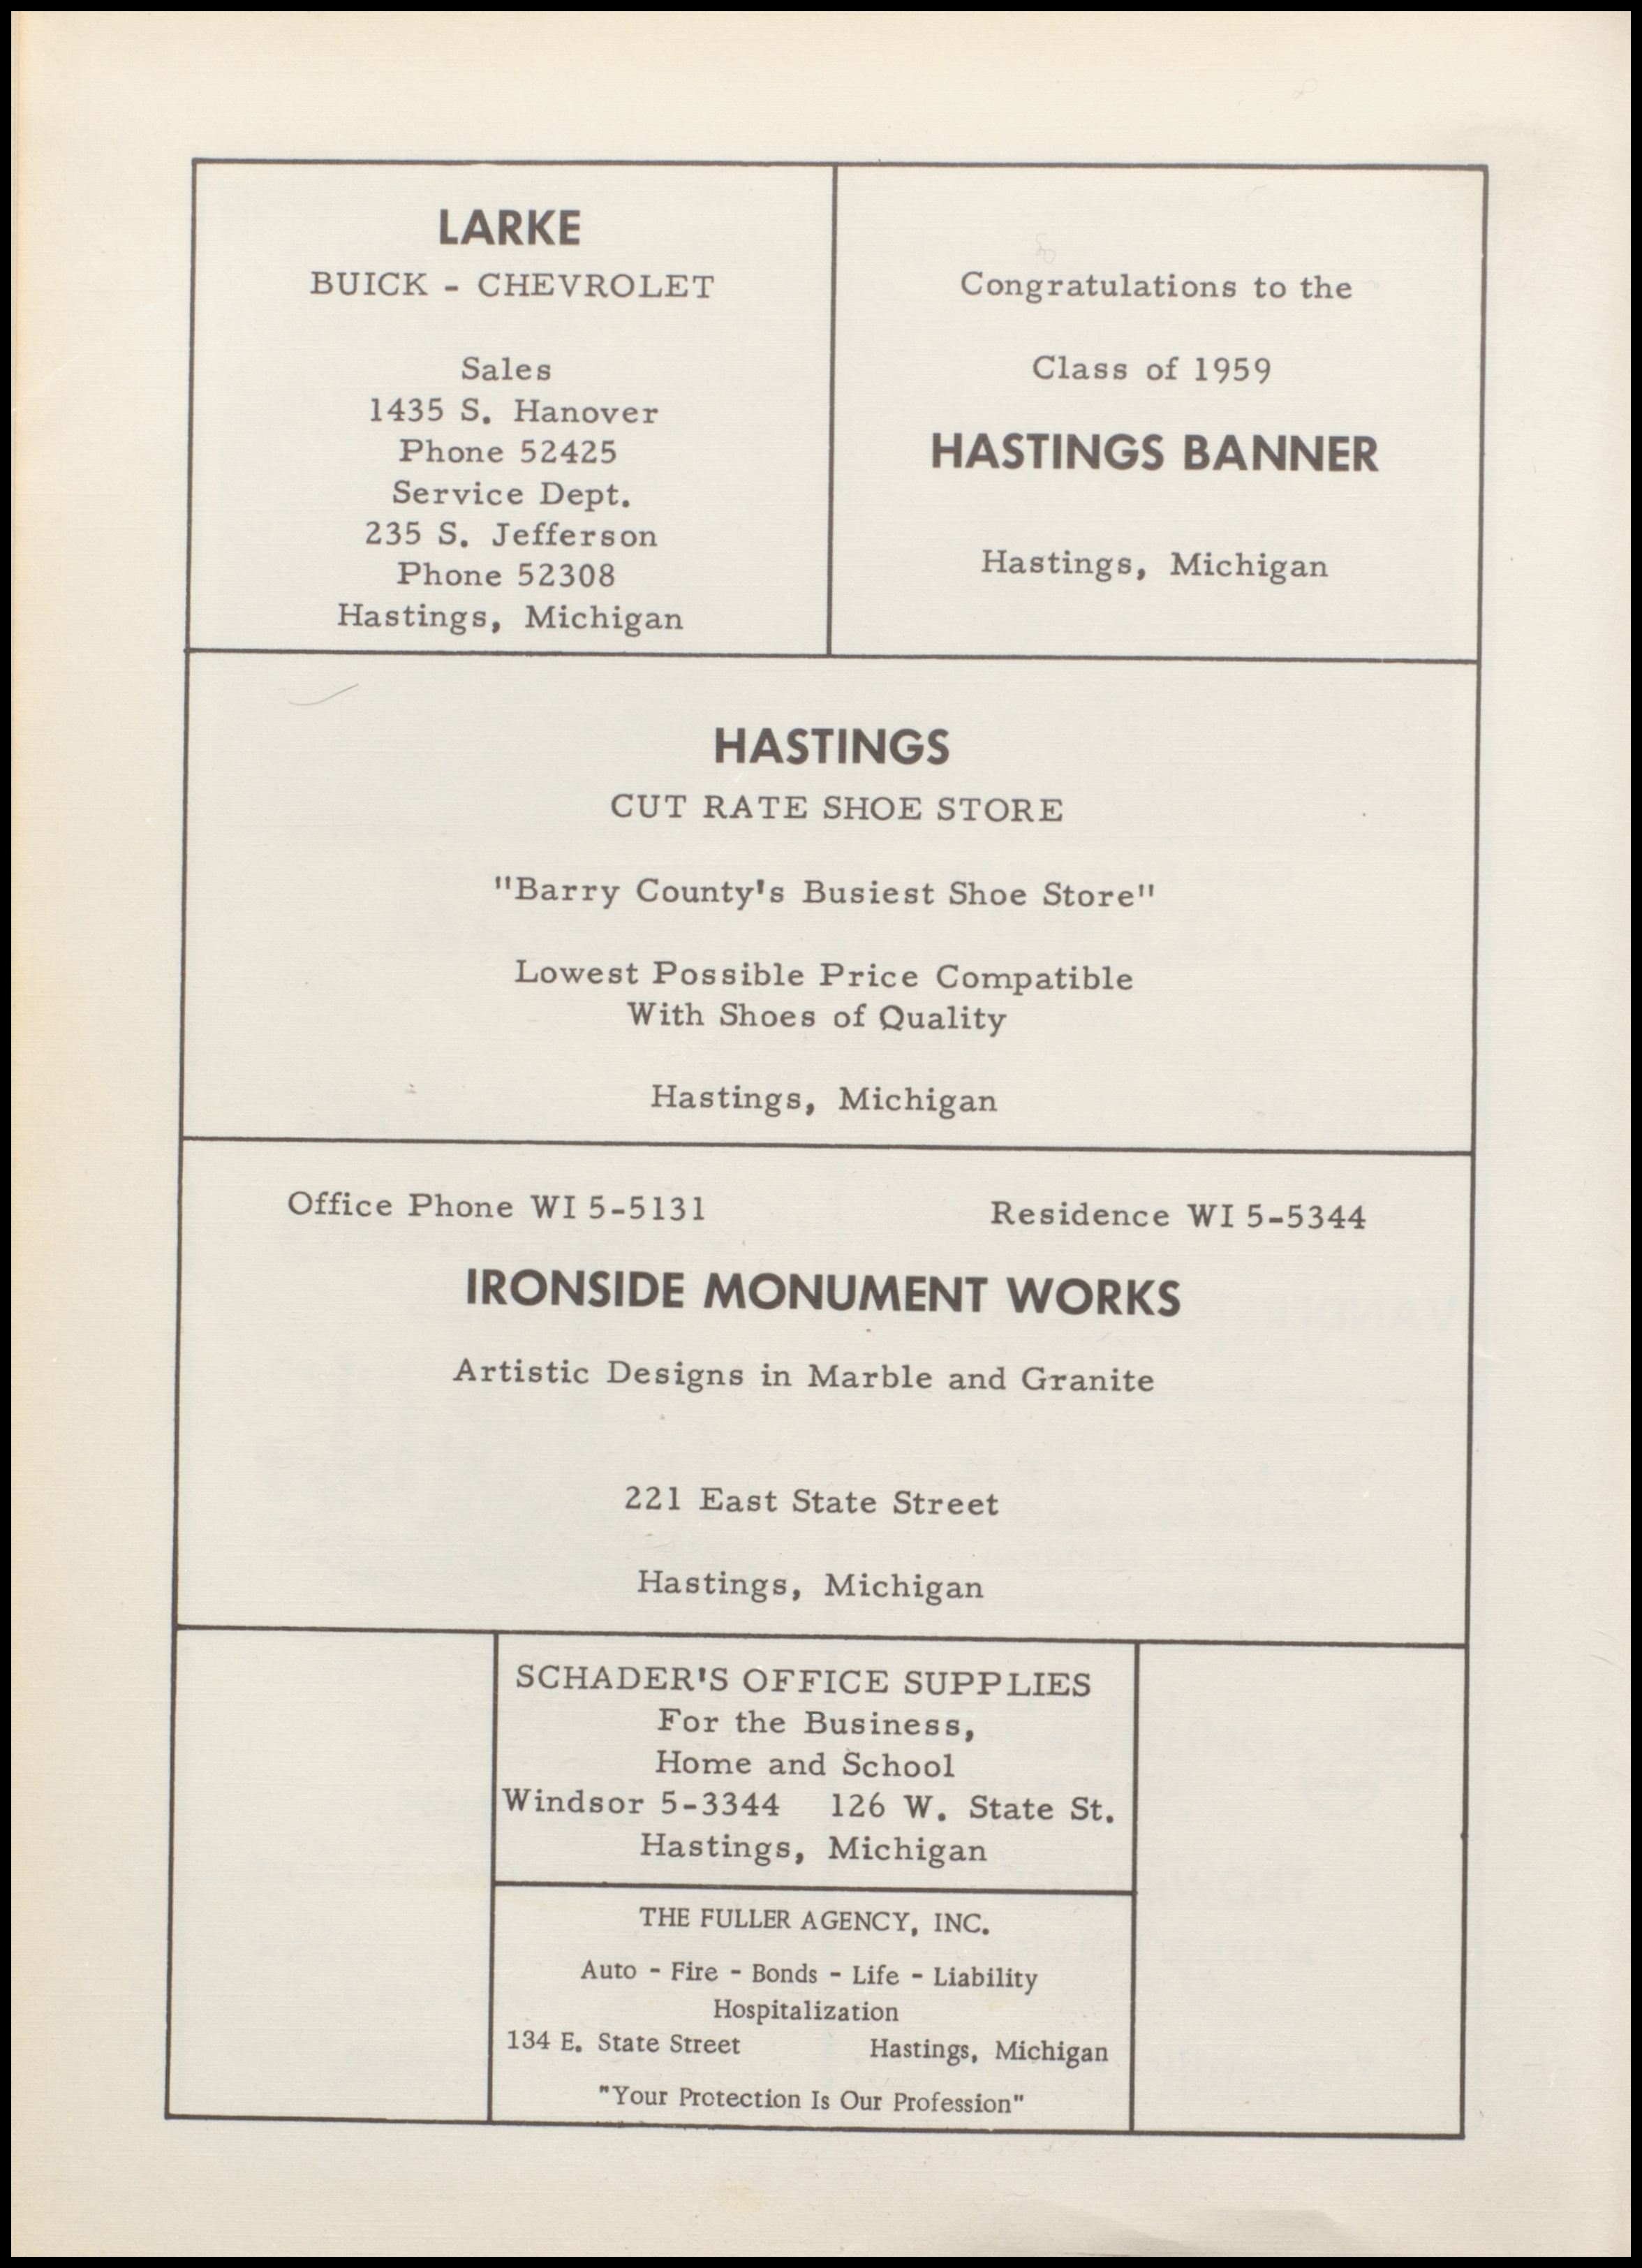 LARKE
BUICK - CHEVROLET
Sales
1435 S. Hanover
Phone 52425
Service Dept.
235 S. Jefferson
Phone 52308
Hastings, Michigan
Congratulations to the
Class of 1959
HASTINGS BANNER
Hastings, Michigan
HASTINGS
CUT RATE SHOE STORE
"Barry County's Busiest Shoe Store"
Lowest Possible Price Compatible
With Shoes of Quality
Hastings, Michigan
Office Phone WI 5-5131 Residence WI 5-5344
IRONSIDE MONUMENT WORKS
Artistic Designs in Marble and Granite
221 East State Street
Hastings, Michigan
SCHADER'S OFFICE SUPPLIES
For the Business,
Home and School
Windsor 5-3344 126 W. State St.
Hastings, Michigan
THE FULLER AGENCY, INC.
Auto - Fire - Bonds - Life - Liability
Hospitalization
134 E. State Street Hastings, Michigan
"Your Protection Is Our Profession"